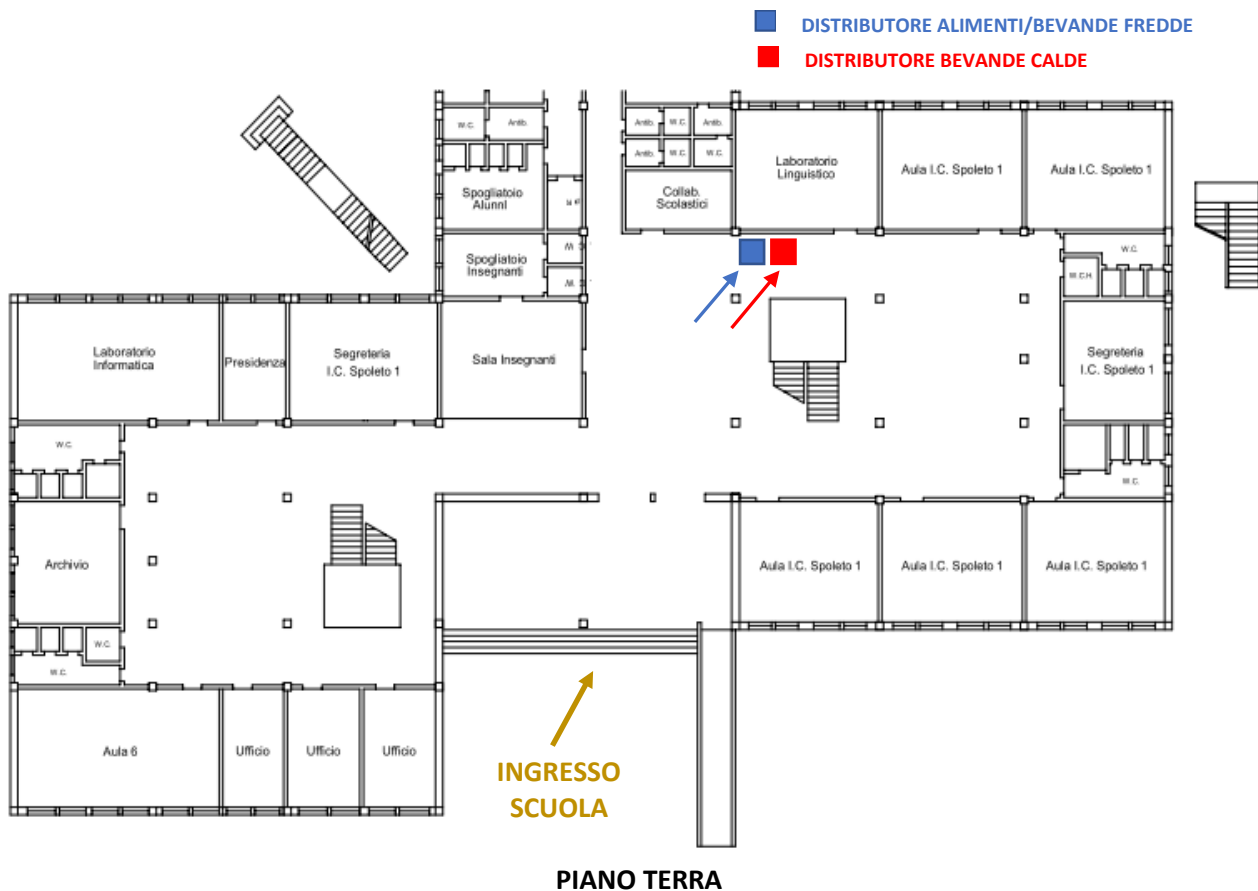 DISTRIBUTORE ALIMENTI/BEVANDE FREDDE
DISTRIBUTORE BEVANDE CALDE
W.C.
Antib.
Antib.
W.C.
Antib.
Antib.
W.C.
W.C.
Laboratorio
Linguistico
Aula I.C. Spoleto 1
Aula I.C. Spoleto 1
Spogliatoio
Alunni
Collab.
Scolastici
Spogliatoio
Insegnanti
W.C.
W.C.H.
Laboratorio
Informatica
Presidenza
Segreteria
I.C. Spoleto 1
Sala Insegnanti
Segreteria
I.C. Spoleto 1
W.C.
W.C.
Archivio
Aula I.C. Spoleto 1
Aula I.C. Spoleto 1
Aula I.C. Spoleto 1
W.C.
W.C.
Aula 6
Ufficio
Ufficio
Ufficio
INGRESSO
SCUOLA
PIANO TERRA